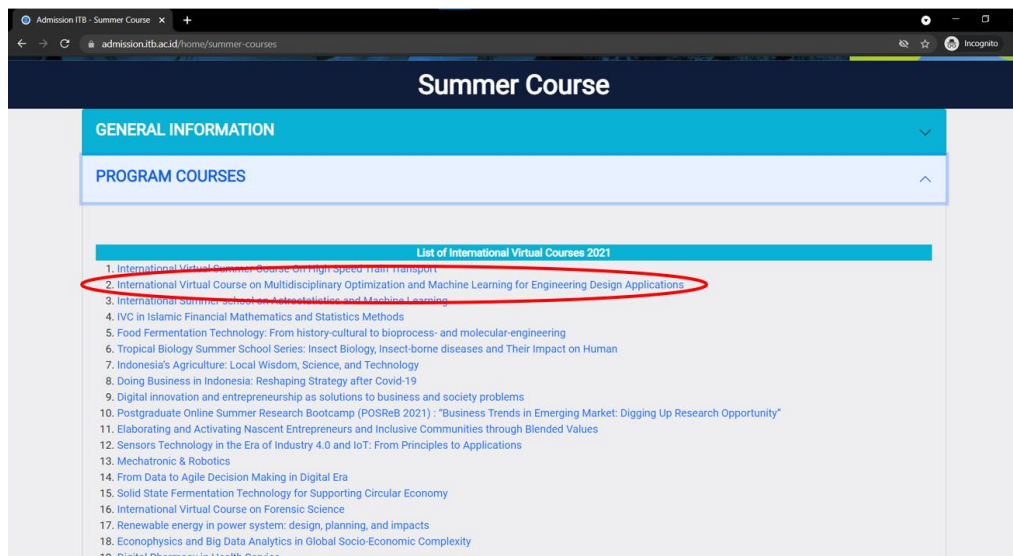 Admission ITB - Summer Course
admission.itb.ac.id/home/summer-courses
Incognito
Summer Course
GENERAL INFORMATION
PROGRAM COURSES
List of International Virtual Courses 2021
1. International Virtual Summer Course On High Speed Train Transport
2. International Virtual Course on Multidisciplinary Optimization and Machine Learning for Engineering Design Applications
3. International Summer school on Astrostatistics and Machine Learning
4. IVC in Islamic Financial Mathematics and Statistics Methods
5. Food Fermentation Technology: From history-cultural to bioprocess- and molecular-engineering
6. Tropical Biology Summer School Series: Insect Biology, Insect-borne diseases and Their Impact on Human
7. Indonesia's Agriculture: Local Wisdom, Science, and Technology
8. Doing Business in Indonesia: Reshaping Strategy after Covid-19
9. Digital innovation and entrepreneurship as solutions to business and society problems
10. Postgraduate Online Summer Research Bootcamp (POSReB 2021) : "Business Trends in Emerging Market: Digging Up Research Opportunity"
11. Elaborating and Activating Nascent Entrepreneurs and Inclusive Communities through Blended Values
12. Sensors Technology in the Era of Industry 4.0 and IoT: From Principles to Applications
13. Mechatronic & Robotics
14. From Data to Agile Decision Making in Digital Era
15. Solid State Fermentation Technology for Supporting Circular Economy
16. International Virtual Course on Forensic Science
17. Renewable energy in power system: design, planning, and impacts
18. Econophysics and Big Data Analytics in Global Socio-Economic Complexity
19. Digital Pharmacy in Health Service